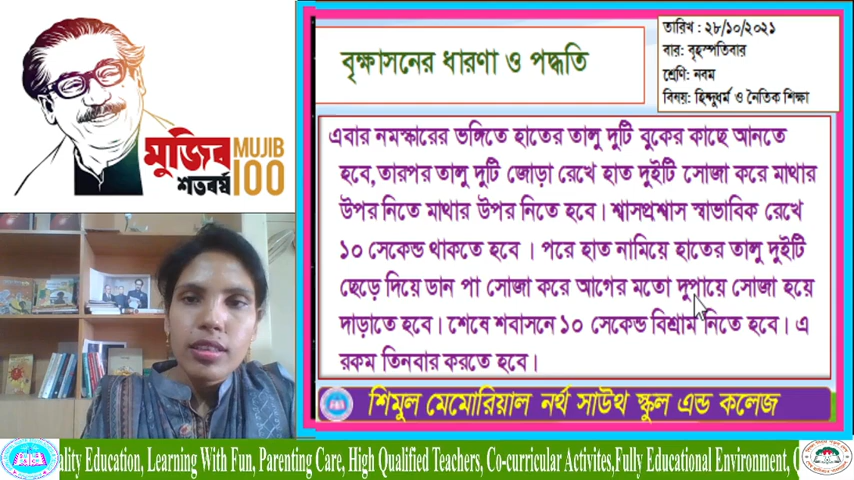 মুজিব
শতবর্ষ
MUJIB
100
বৃক্ষাসনের ধারণা ও পদ্ধতি
তারিখ : ২৮/১০/২০২১
বার: বৃহস্পতিবার
শ্রেণি: নবম
বিষয়: হিন্দুধর্ম ও নৈতিক শিক্ষা
এবার নমস্কারের ভঙ্গিতে হাতের তালু দুটি বুকের কাছে আনতে
হবে,তারপর তালু দুটি জোড়া রেখে হাত দুইটি সোজা করে মাথার
উপর নিতে মাথার উপর নিতে হবে। শ্বাসপ্রশ্বাস স্বাভাবিক রেখে
১০ সেকেন্ড থাকতে হবে । পরে হাত নামিয়ে হাতের তালু দুইটি
ছেড়ে দিয়ে ডান পা সোজা করে আগের মতো দুপায়ে সোজা হয়ে
দাড়াতে হবে। শেষে শবাসনে ১০ সেকেন্ড বিশ্রাম নিতে হবে। এ
রকম তিনবার করতে হবে।
শিমুল মেমোরিয়াল নর্থ সাউথ স্কুল এন্ড কলেজ
ality Education, Learning With Fun, Parenting Care, High Qualified Teachers, Co-curricular Activites,Fully Educational Environment,